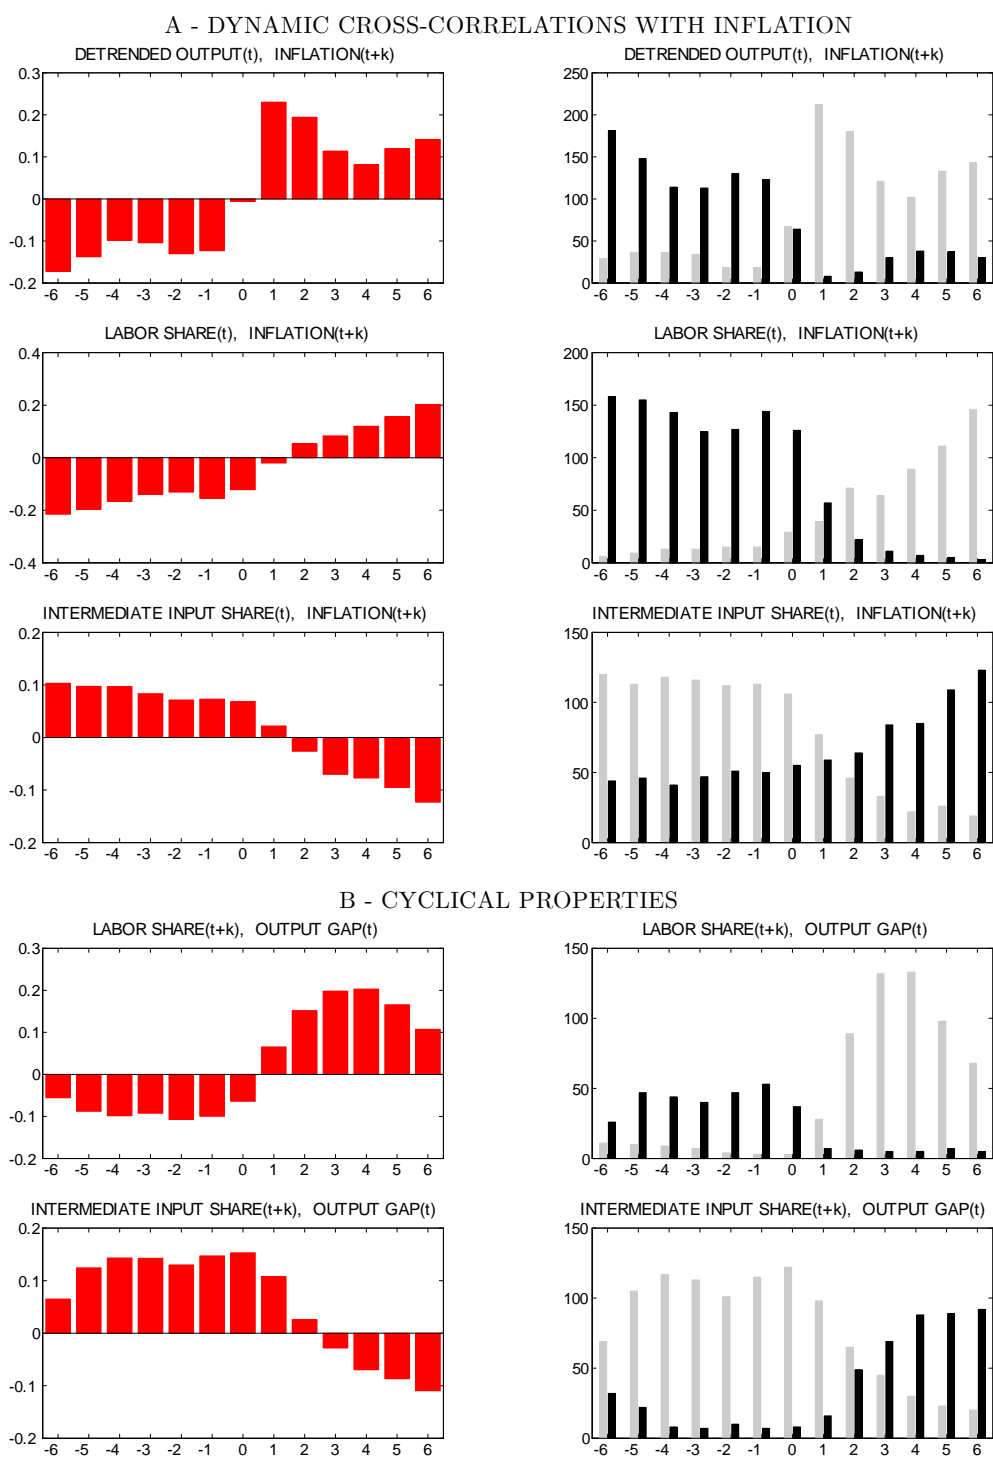 A - DYNAMIC CROSS-CORRELATIONS WITH INFLATION
DETRENDED OUTPUT(t), INFLATION(t+k)
0.3
0.2
0.1
0
-0.1
-0.2
-6 -5 -4 -3 -2 -1 0 1 2 3 4 5 6
DETRENDED OUTPUT(t), INFLATION(t+k)
250
200
150
100
50
0
-6 -5 -4 -3 -2 -1 0 1 2 3 4 5 6
LABOR SHARE(t), INFLATION(t+k)
0.4
0.2
0
-0.2
-0.4
-6 -5 -4 -3 -2 -1 0 1 2 3 4 5 6
LABOR SHARE(t), INFLATION(t+k)
200
150
100
50
0
-6 -5 -4 -3 -2 -1 0 1 2 3 4 5 6
INTERMEDIATE INPUT SHARE(t), INFLATION(t+k)
0.2
0.1
0
-0.1
-0.2
-6 -5 -4 -3 -2 -1 0 1 2 3 4 5 6
INTERMEDIATE INPUT SHARE(t), INFLATION(t+k)
150
100
50
0
-6 -5 -4 -3 -2 -1 0 1 2 3 4 5 6
B - CYCLICAL PROPERTIES
LABOR SHARE(t+k), OUTPUT GAP(t)
0.3
0.2
0.1
0
-0.1
-0.2
-6 -5 -4 -3 -2 -1 0 1 2 3 4 5 6
LABOR SHARE(t+k), OUTPUT GAP(t)
150
100
50
0
-6 -5 -4 -3 -2 -1 0 1 2 3 4 5 6
INTERMEDIATE INPUT SHARE(t+k), OUTPUT GAP(t)
0.2
0.1
0
-0.1
-0.2
-6 -5 -4 -3 -2 -1 0 1 2 3 4 5 6
INTERMEDIATE INPUT SHARE(t+k), OUTPUT GAP(t)
150
100
50
0
-6 -5 -4 -3 -2 -1 0 1 2 3 4 5 6